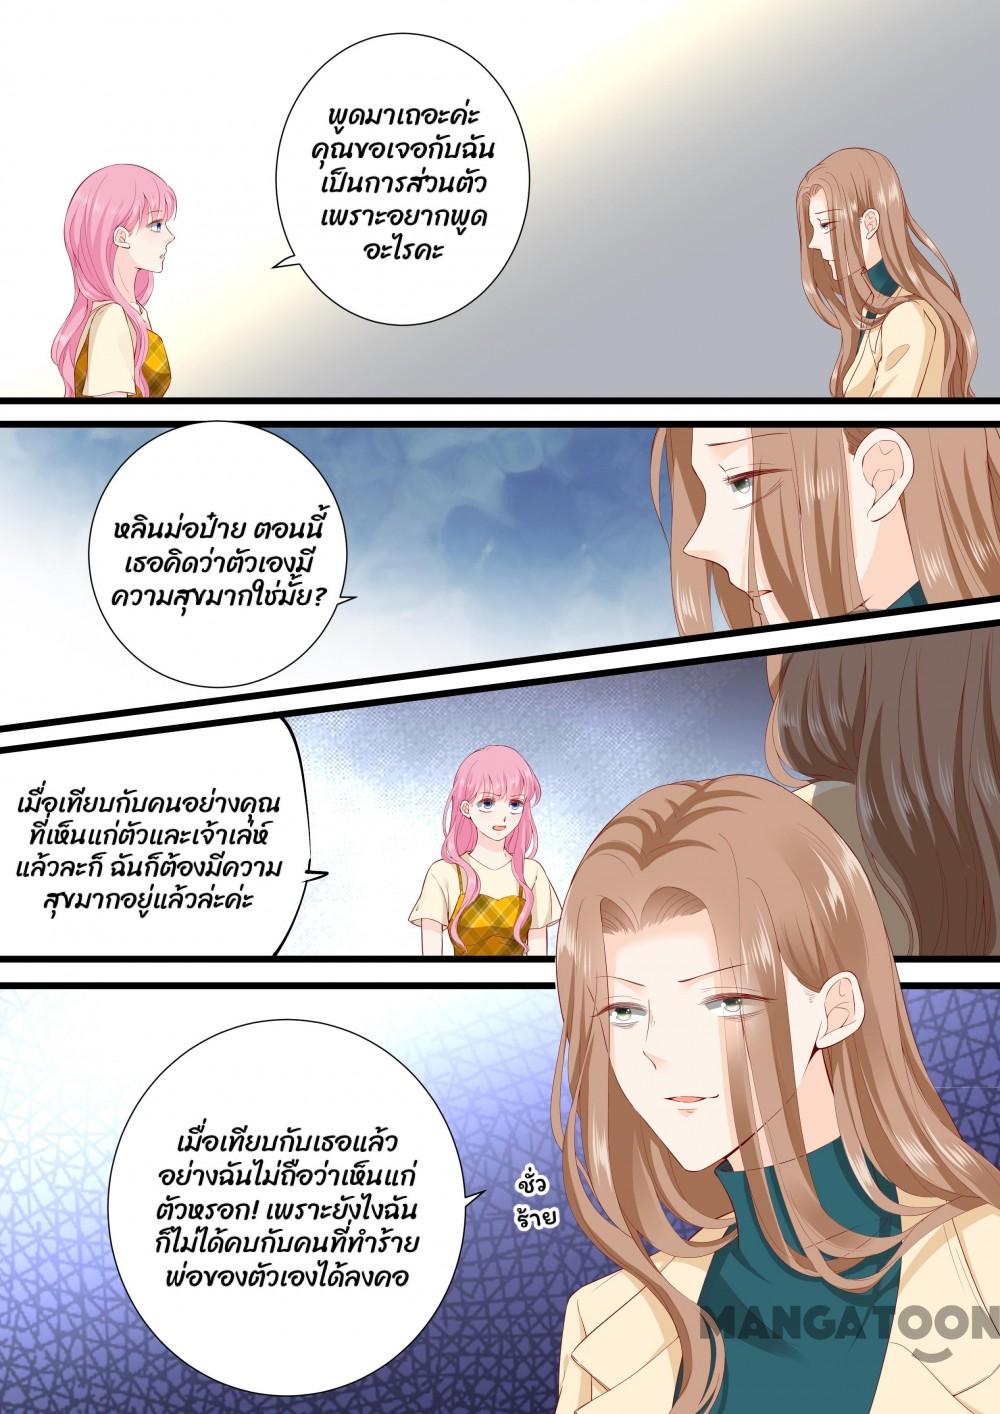 พูดมาเถอะค่ะ
คุณขอเจอกับฉัน
เป็นการส่วนตัว
เพราะอยากพูด
อะไรคะ
หลินม่อป๋าย ตอนนี้
เธอคิดว่าตัวเองมี
ความสุขมากใช่มั้ย?
เมื่อเทียบกับคนอย่างคุณ
ที่เห็นแก่ตัวและเจ้าเล่ห์
แล้วละก็ ฉันก็ต้องมีความ
สุขมากอยู่แล้วล่ะค่ะ
เมื่อเทียบกับเธอแล้ว
อย่างฉันไม่ถือว่าเห็นแก่
ตัวหรอก! เพราะยังไงฉัน
ก็ไม่ได้คบกับคนที่ทำร้าย
พ่อของตัวเองได้ลงคอ
ชั่ว
ร้าย
MANGATOON